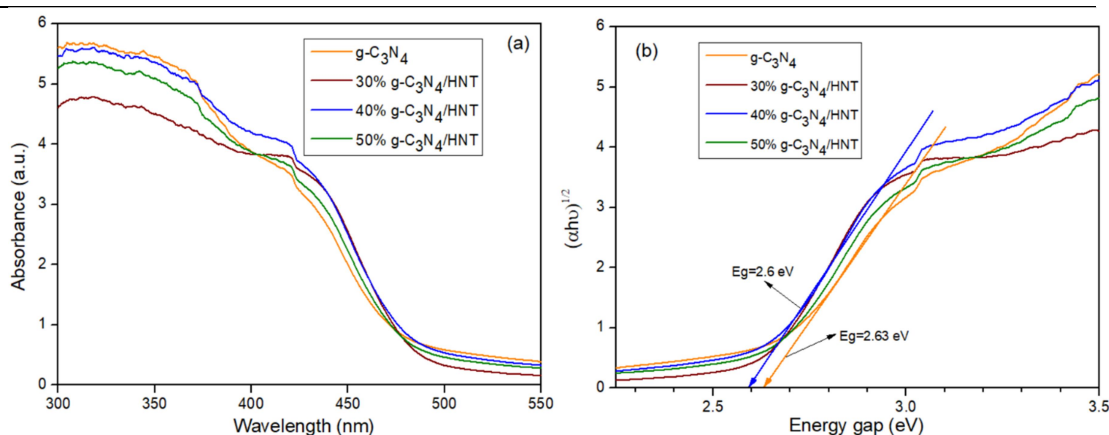 (a)
g-C₃N₄
30% g-C₃N₄/HNT
40% g-C₃N₄/HNT
50% g-C₃N₄/HNT
Absorbance (a.u.)
6
5
4
3
2
1
0
300
350
400
450
500
550
Wavelength (nm)
(b)
g-C₃N₄
30% g-C₃N₄/HNT
40% g-C₃N₄/HNT
50% g-C₃N₄/HNT
(αhυ)¹/²
6
5
4
3
2
1
0
Eg=2.6 eV
Eg=2.63 eV
2.5
3.0
3.5
Energy gap (eV)